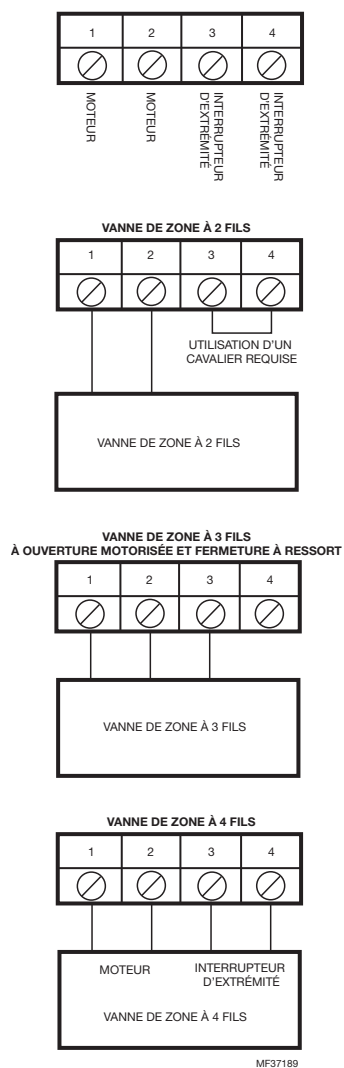 1 2 3 4
MOTEUR
MOTEUR
INTERRUPTEUR
D'EXTRÉMITÉ
INTERRUPTEUR
D'EXTRÉMITÉ
VANNE DE ZONE À 2 FILS
1 2 3 4
UTILISATION D'UN
CAVALIER REQUISE
VANNE DE ZONE À 2 FILS
VANNE DE ZONE À 3 FILS
À OUVERTURE MOTORISÉE ET FERMETURE À RESSORT
1 2 3 4
VANNE DE ZONE À 3 FILS
VANNE DE ZONE À 4 FILS
1 2 3 4
MOTEUR
INTERRUPTEUR
D'EXTRÉMITÉ
VANNE DE ZONE À 4 FILS
MF37189